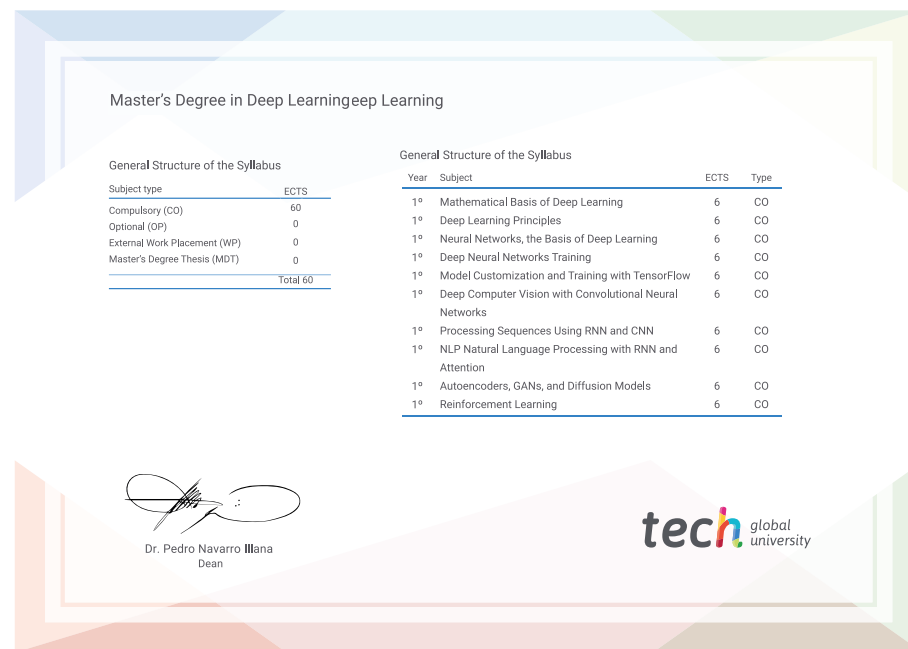 Master's Degree in Deep Learningeep Learning
General Structure of the Syllabus
Subject type ECTS
Compulsory (CO) 60
Optional (OP) 0
External Work Placement (WP) 0
Master's Degree Thesis (MDT) 0
Total 60
General Structure of the Syllabus
Year Subject ECTS Type
1º Mathematical Basis of Deep Learning 6 CO
1º Deep Learning Principles 6 CO
1º Neural Networks, the Basis of Deep Learning 6 CO
1º Deep Neural Networks Training 6 CO
1º Model Customization and Training with TensorFlow 6 CO
1º Deep Computer Vision with Convolutional Neural 6 CO
Networks
1º Processing Sequences Using RNN and CNN 6 CO
1º NLP Natural Language Processing with RNN and 6 CO
Attention
1º Autoencoders, GANs, and Diffusion Models 6 CO
1º Reinforcement Learning 6 CO
Dr. Pedro Navarro Illana
Dean
tech global
university